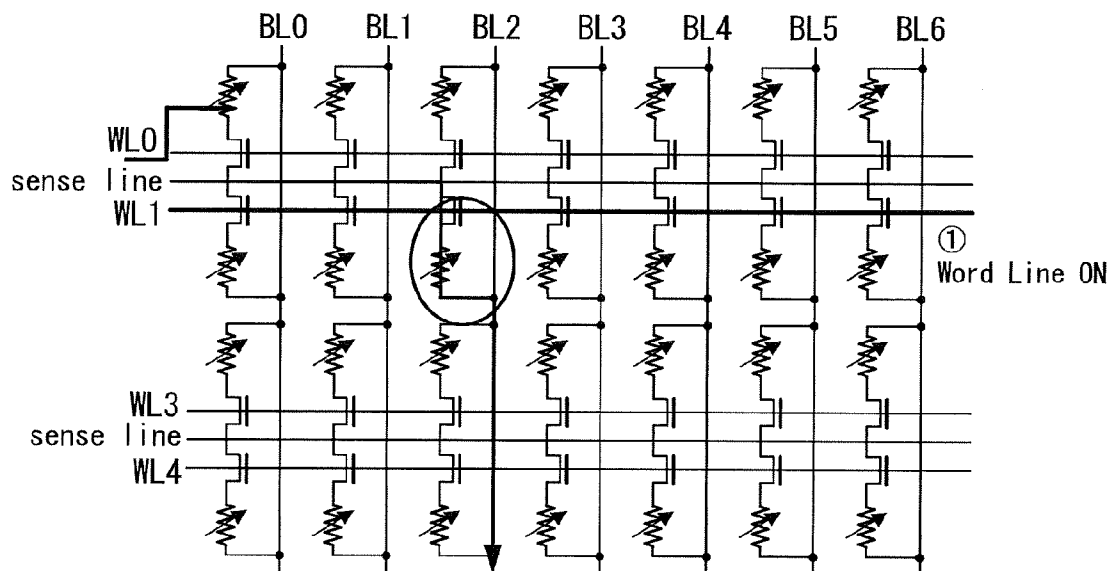 BL0 BL1 BL2 BL3 BL4 BL5 BL6
WL0
sense line
WL1
①
Word Line ON
WL3
sense line
WL4